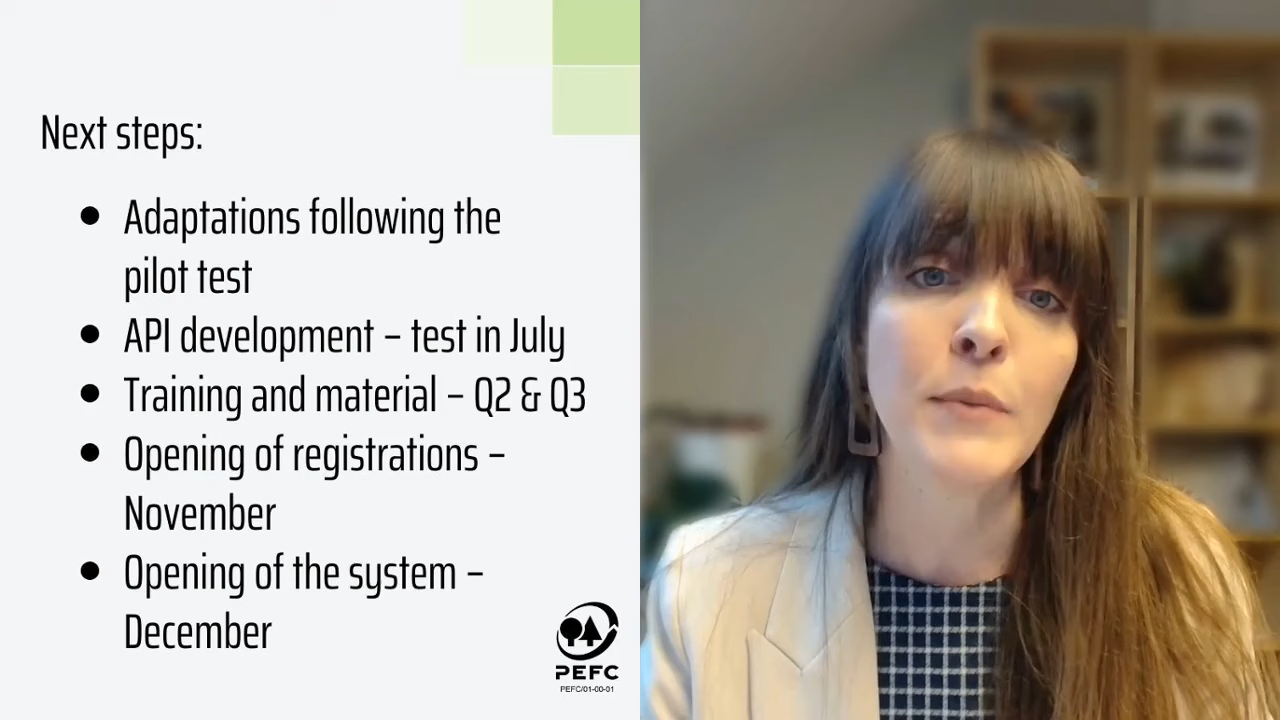 Next steps:
● Adaptations following the
pilot test
● API development – test in July
● Training and material – Q2 & Q3
● Opening of registrations –
November
● Opening of the system –
December
PEFC
PEFC/01-00-01